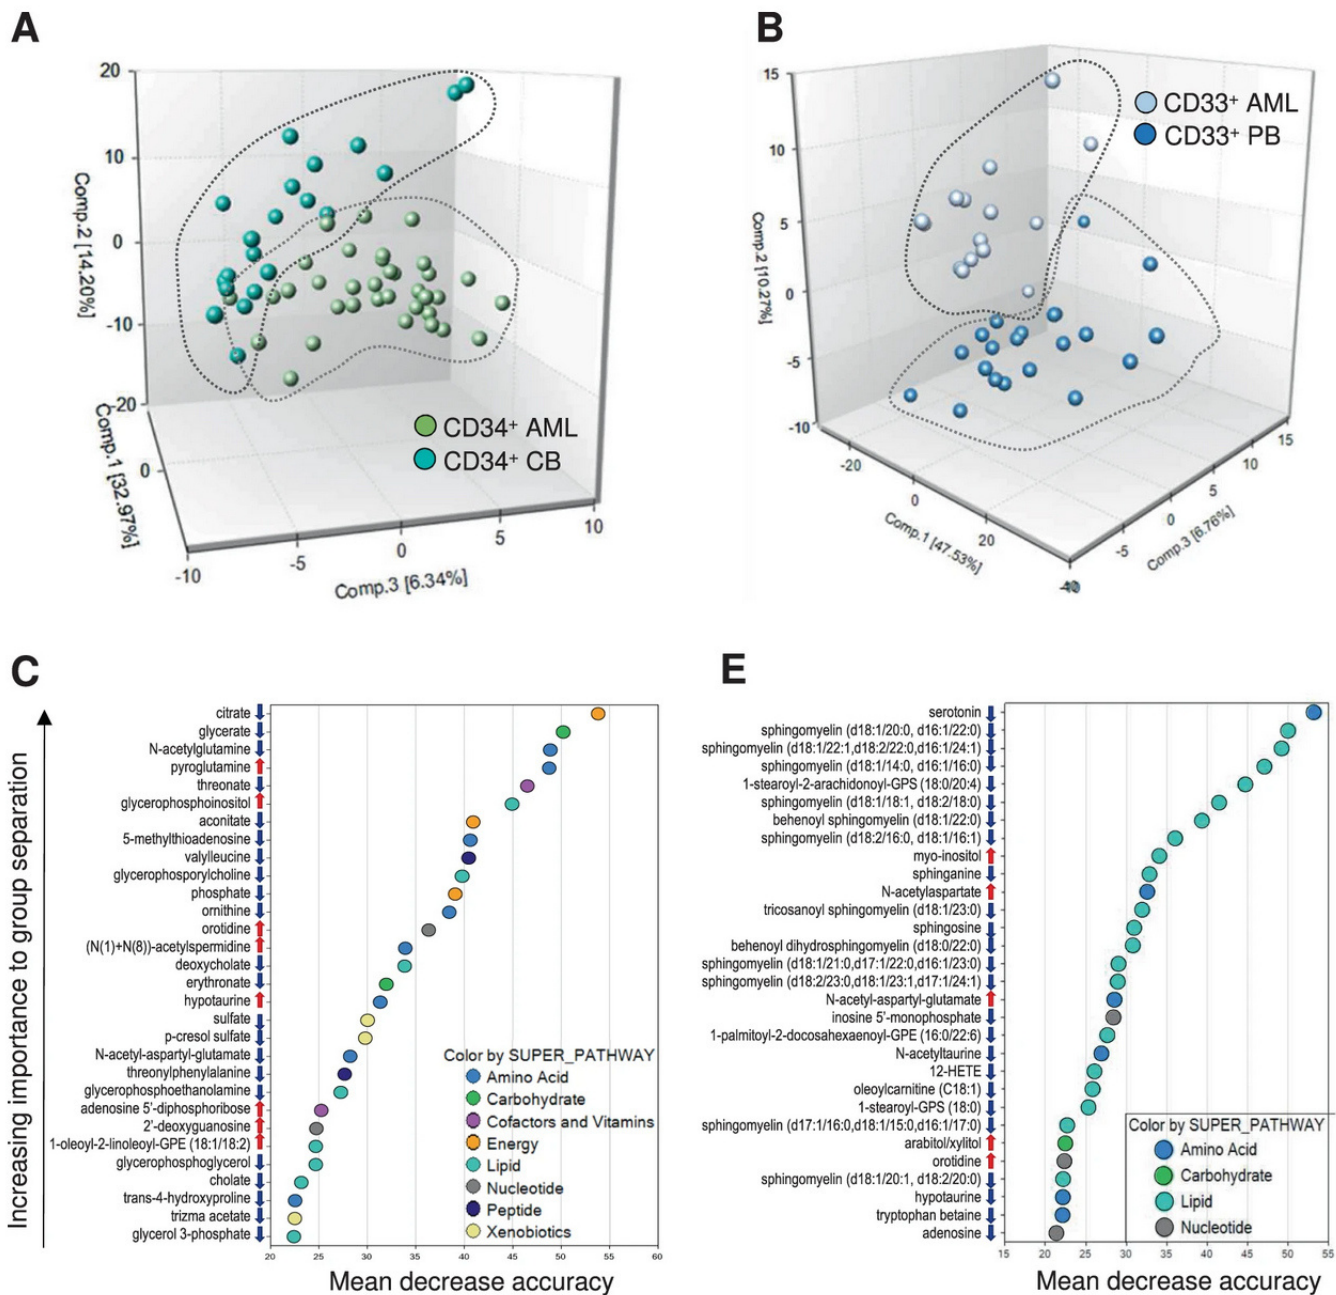 A
20
10
0
-10
-20
0
Comp.2 [14.20%]
Comp.1 [32.97%]
-10
-5
0
5
10
Comp.3 [6.34%]
CD34+ AML
CD34+ CB
B
15
10
5
0
-5
-10
Comp.2 [10.27%]
-20
0
20
Comp.1 [47.53%]
-5
0
5
10
15
Comp.3 [6.76%]
CD33+ AML
CD33+ PB
C
Increasing importance to group separation
citrate
glycerate
N-acetylglutamine
pyroglutamine
threonate
glycerophosphoinositol
aconitate
5-methylthioadenosine
valylleucine
glycerophosphorylcholine
phosphate
ornithine
orotidine
(N(1)+N(8))-acetylspermidine
deoxycholate
erythronate
hypotaurine
sulfate
p-cresol sulfate
N-acetyl-aspartyl-glutamate
threonylphenylalanine
glycerophosphoethanolamine
adenosine 5'-diphosphoribose
2'-deoxyguanosine
1-oleoyl-2-linoleoyl-GPE (18:1/18:2)
glycerophosphoglycerol
cholate
trans-4-hydroxyproline
trizma acetate
glycerol 3-phosphate
Color by SUPER_PATHWAY
Amino Acid
Carbohydrate
Cofactors and Vitamins
Energy
Lipid
Nucleotide
Peptide
Xenobiotics
20 25 30 35 40 45 50 55 60
Mean decrease accuracy
E
serotonin
sphingomyelin (d18:1/20:0, d16:1/22:0)
sphingomyelin (d18:1/22:1,d18:2/22:0,d16:1/24:1)
sphingomyelin (d18:1/14:0, d16:1/16:0)
1-stearoyl-2-arachidonoyl-GPS (18:0/20:4)
sphingomyelin (d18:1/18:1, d18:2/18:0)
behenoyl sphingomyelin (d18:1/22:0)
sphingomyelin (d18:2/16:0, d18:1/16:1)
myo-inositol
sphinganine
N-acetylaspartate
tricosanoyl sphingomyelin (d18:1/23:0)
sphingosine
behenoyl dihydrosphingomyelin (d18:0/22:0)
sphingomyelin (d18:1/21:0,d17:1/22:0,d16:1/23:0)
sphingomyelin (d18:2/23:0,d18:1/23:1,d17:1/24:1)
N-acetyl-aspartyl-glutamate
inosine 5'-monophosphate
1-palmitoyl-2-docosahexaenoyl-GPE (16:0/22:6)
N-acetyltaurine
12-HETE
oleoylcarnitine (C18:1)
1-stearoyl-GPS (18:0)
sphingomyelin (d17:1/16:0,d18:1/15:0,d16:1/17:0)
arabitol/xylitol
orotidine
sphingomyelin (d18:1/20:1, d18:2/20:0)
hypotaurine
tryptophan betaine
adenosine
Color by SUPER_PATHWAY
Amino Acid
Carbohydrate
Lipid
Nucleotide
15 20 25 30 35 40 45 50 55
Mean decrease accuracy